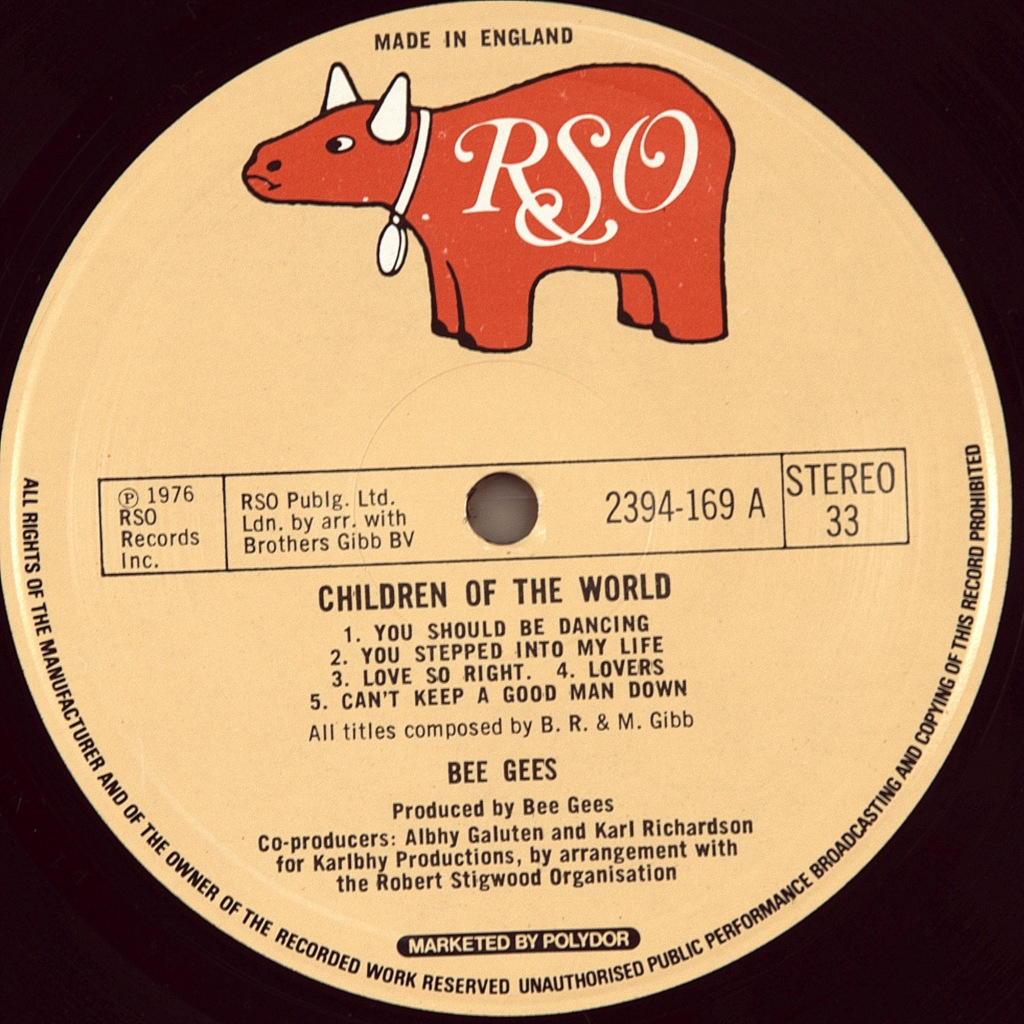 MADE IN ENGLAND
RSO
℗ 1976
RSO
Records
Inc.
RSO Publg. Ltd.
Ldn. by arr. with
Brothers Gibb BV
2394-169 A
STEREO
33
CHILDREN OF THE WORLD
1. YOU SHOULD BE DANCING
2. YOU STEPPED INTO MY LIFE
3. LOVE SO RIGHT. 4. LOVERS
5. CAN'T KEEP A GOOD MAN DOWN
All titles composed by B. R. & M. Gibb
BEE GEES
Produced by Bee Gees
Co-producers: Albhy Galuten and Karl Richardson
for Karlbhy Productions, by arrangement with
the Robert Stigwood Organisation
MARKETED BY POLYDOR
ALL RIGHTS OF THE MANUFACTURER AND OF THE OWNER OF THE RECORDED WORK RESERVED UNAUTHORISED PUBLIC PERFORMANCE BROADCASTING AND COPYING OF THIS RECORD PROHIBITED